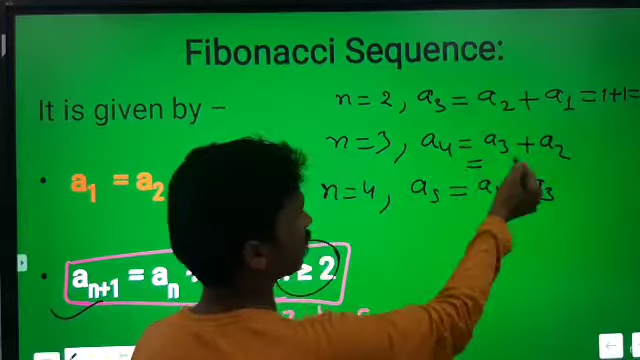 Fibonacci Sequence:
It is given by –
n=2, a₃ = a₂ + a₁ = 1+1=
a₁ = a₂
n=3, a₄ = a₃ + a₂
=
n=4, a₅ =
aₙ₊₁ = aₙ ≥ 2